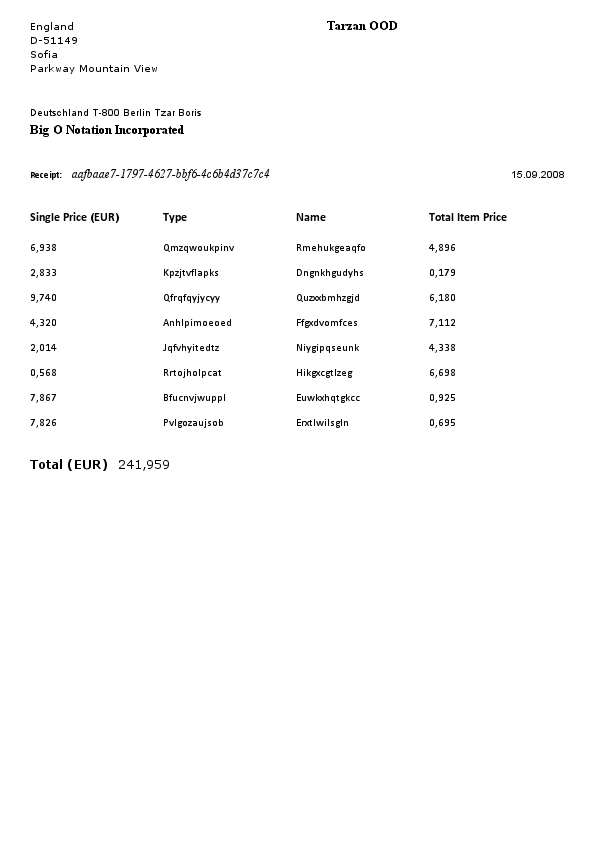 England
Tarzan OOD
D-51149
Sofia
Parkway Mountain View
Deutschland T-800 Berlin Tzar Boris
Big O Notation Incorporated
Receipt: aafbaae7-1797-4627-bbf6-4c6b4d37c7c4 15.09.2008
Single Price (EUR) Type Name Total Item Price
6,938 Qmzqwoukpinv Rmehukgeaqfo 4,896
2,833 Kpzjtvflapks Dngnkhgudyhs 0,179
9,740 Qfrqfqyjycyy Quzxxbmhzgjd 6,180
4,320 Anhlpimoeoed Ffgxdvomfces 7,112
2,014 Jqfvhyitedtz Niygipqseunk 4,338
0,568 Rrtojholpcat Hikgxcgtlzeg 6,698
7,867 Bfucnvjwuppl Euwkxhqtgkcc 0,925
7,826 Pvlgozaujsob Erxtlwilsgln 0,695
Total (EUR) 241,959